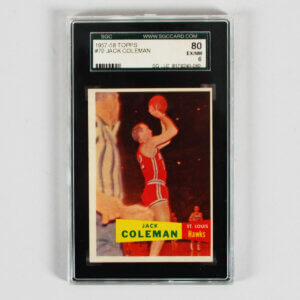 SGC
WWW.SGCCARD.COM
1957-58 TOPPS
#70 JACK COLEMAN
80
EX/NM
6
JACK
COLEMAN
ST. LOUIS
Hawks